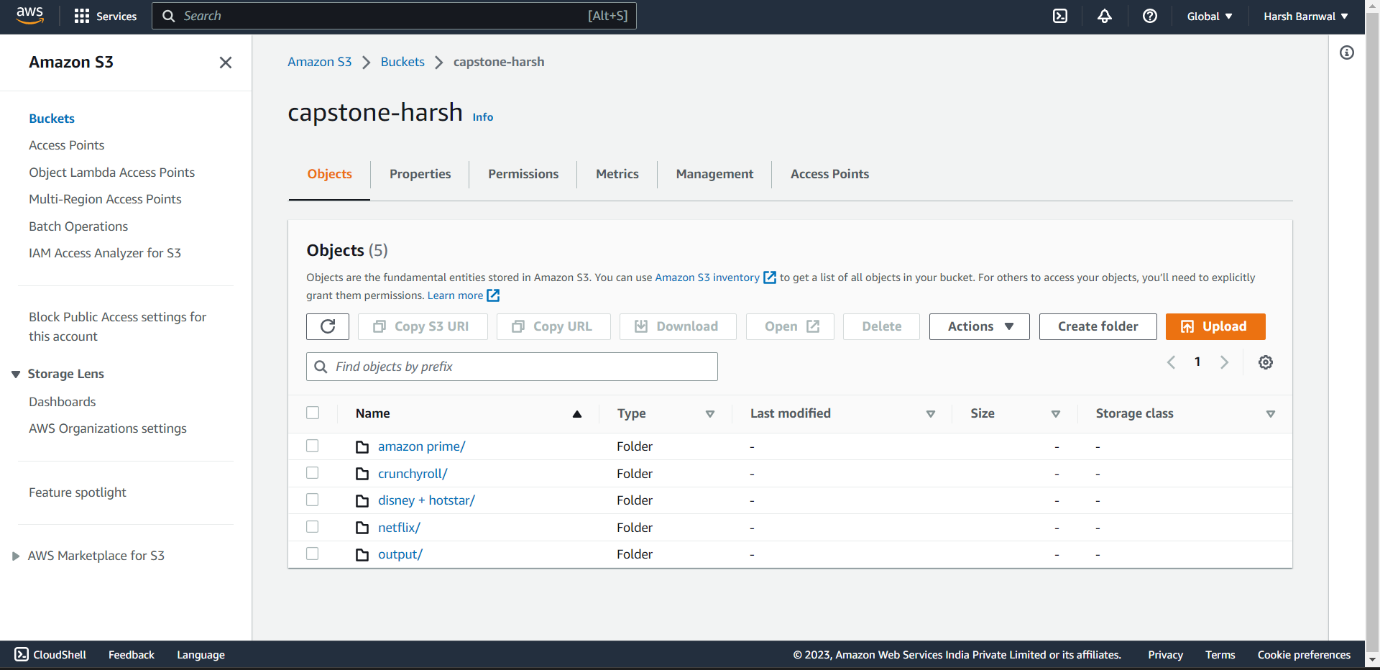 aws Services Search [Alt+S] Global Harsh Barnwal
Amazon S3
Buckets
Access Points
Object Lambda Access Points
Multi-Region Access Points
Batch Operations
IAM Access Analyzer for S3
Block Public Access settings for
this account
Storage Lens
Dashboards
AWS Organizations settings
Feature spotlight
AWS Marketplace for S3
Amazon S3 Buckets capstone-harsh
capstone-harsh Info
Objects Properties Permissions Metrics Management Access Points
Objects (5)
Objects are the fundamental entities stored in Amazon S3. You can use Amazon S3 inventory to get a list of all objects in your bucket. For others to access your objects, you'll need to explicitly
grant them permissions. Learn more
Copy S3 URI Copy URL Download Open Delete Actions Create folder Upload
Find objects by prefix
1
Name Type Last modified Size Storage class
amazon prime/ Folder - - -
crunchyroll/ Folder - - -
disney + hotstar/ Folder - - -
netflix/ Folder - - -
output/ Folder - - -
CloudShell Feedback Language © 2023, Amazon Web Services India Private Limited or its affiliates. Privacy Terms Cookie preferences